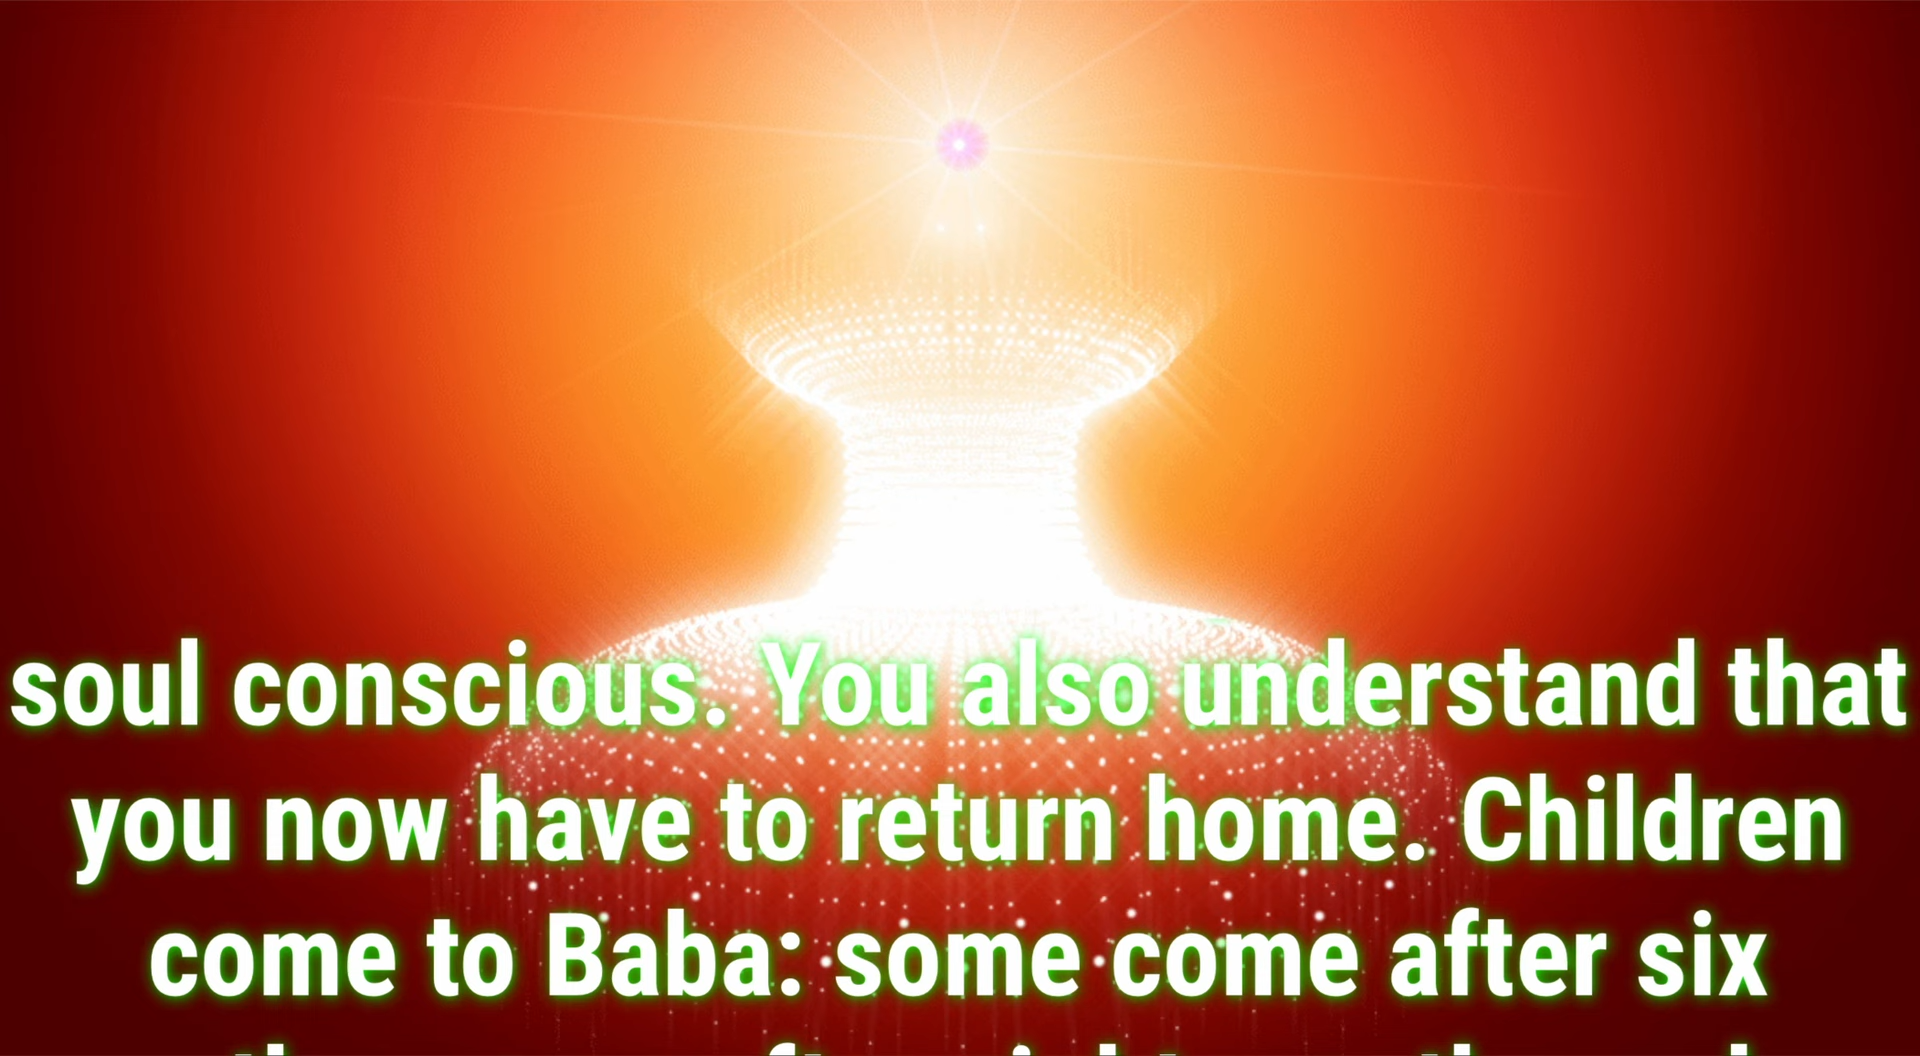 soul conscious. You also understand that
you now have to return home. Children
come to Baba: some come after six